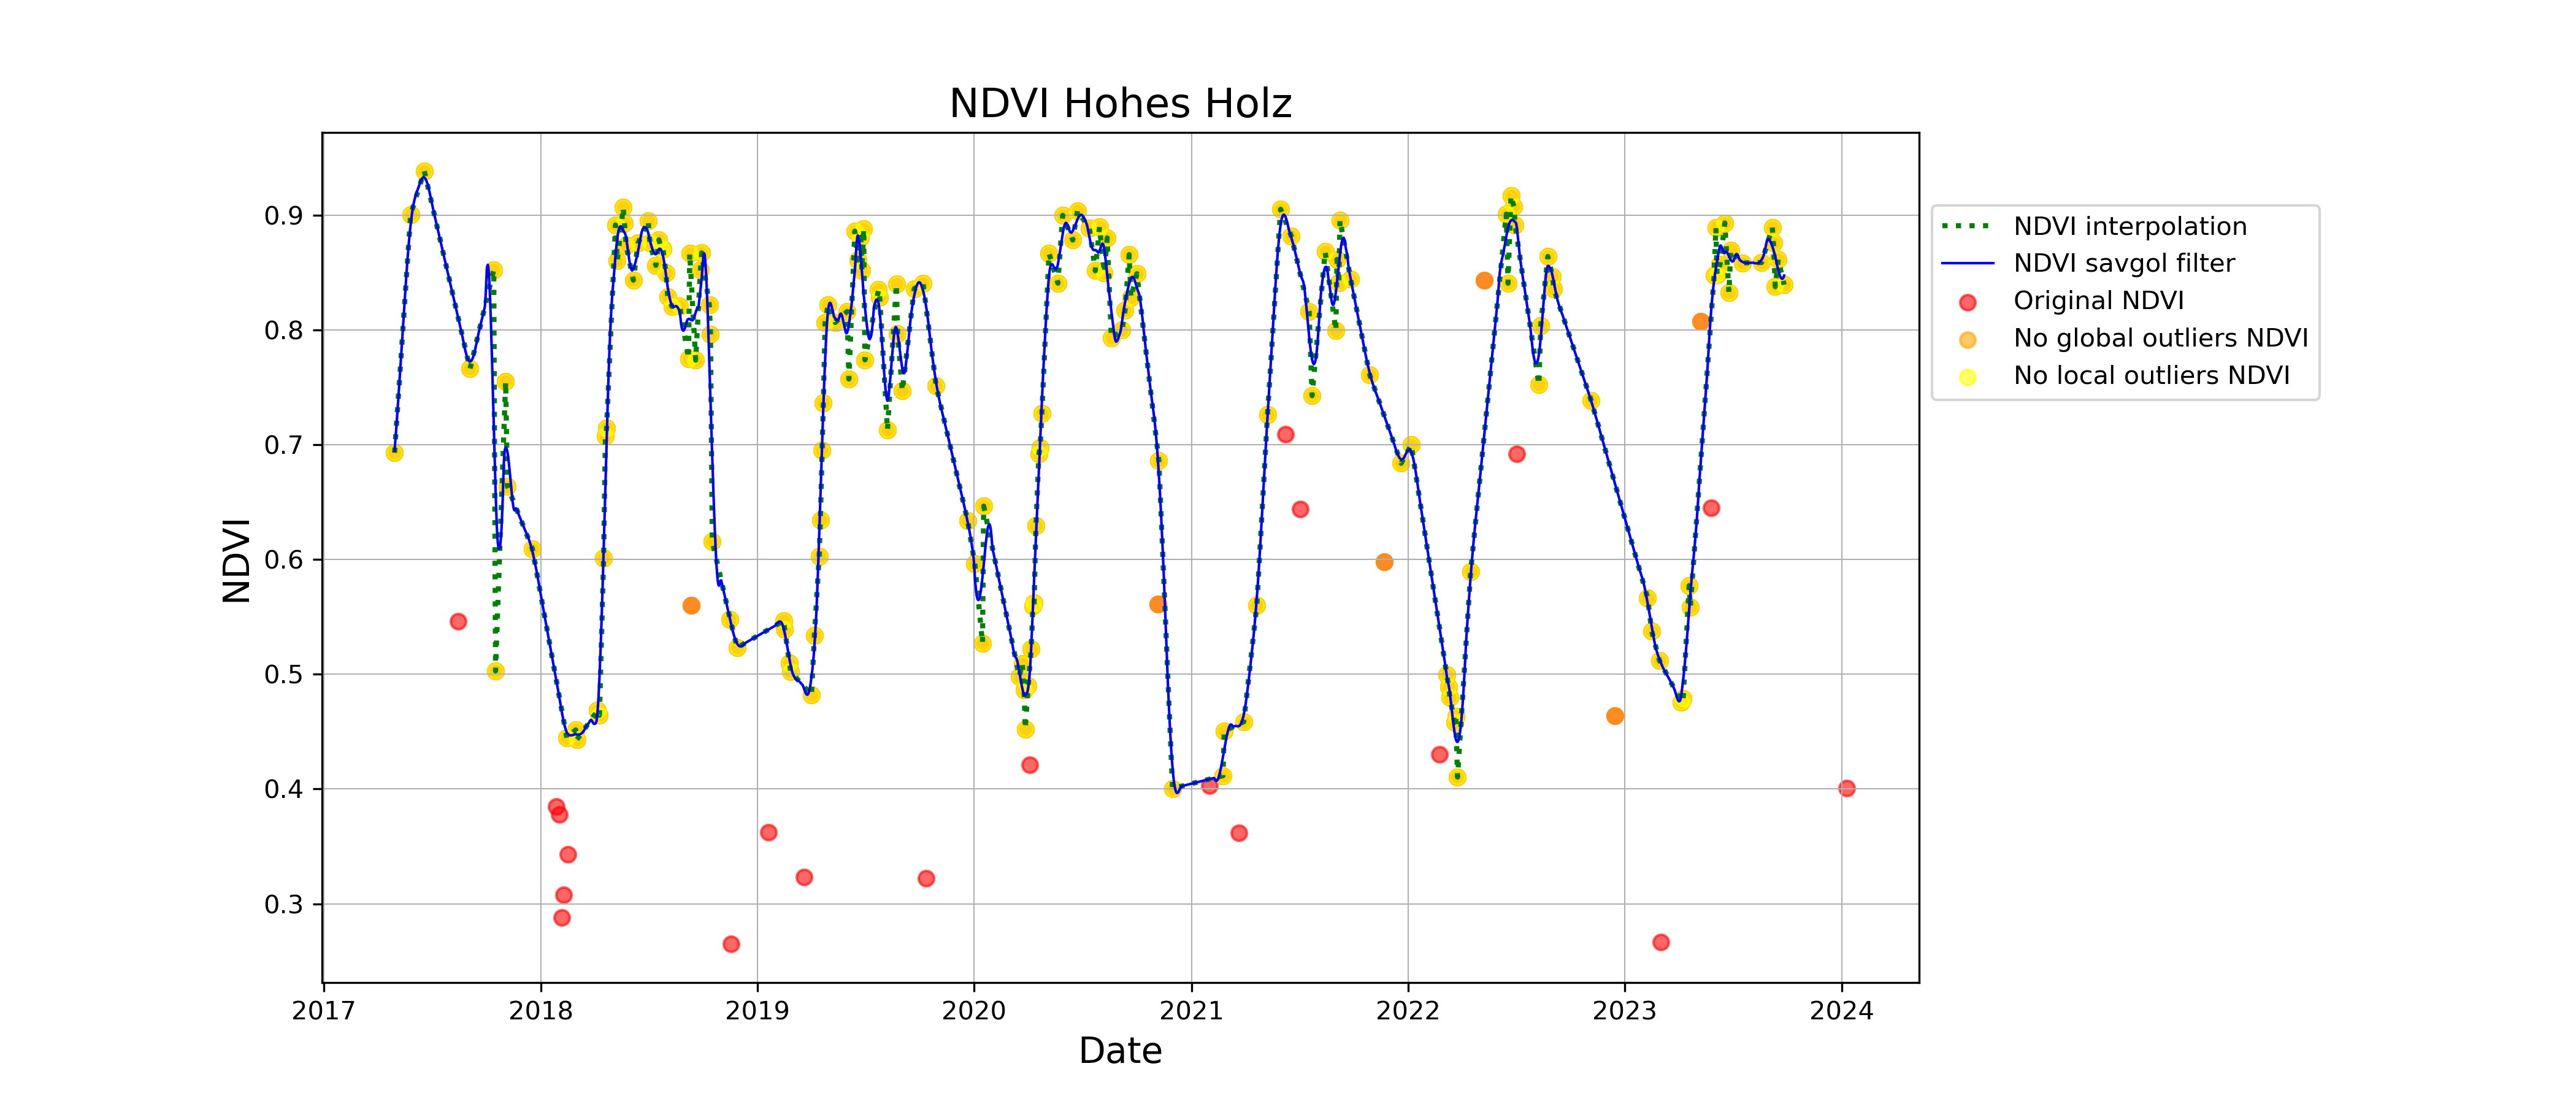 NDVI Hohes Holz
NDVI
0.9
0.8
0.7
0.6
0.5
0.4
0.3
2017 2018 2019 2020 2021 2022 2023 2024
Date
NDVI interpolation
NDVI savgol filter
Original NDVI
No global outliers NDVI
No local outliers NDVI